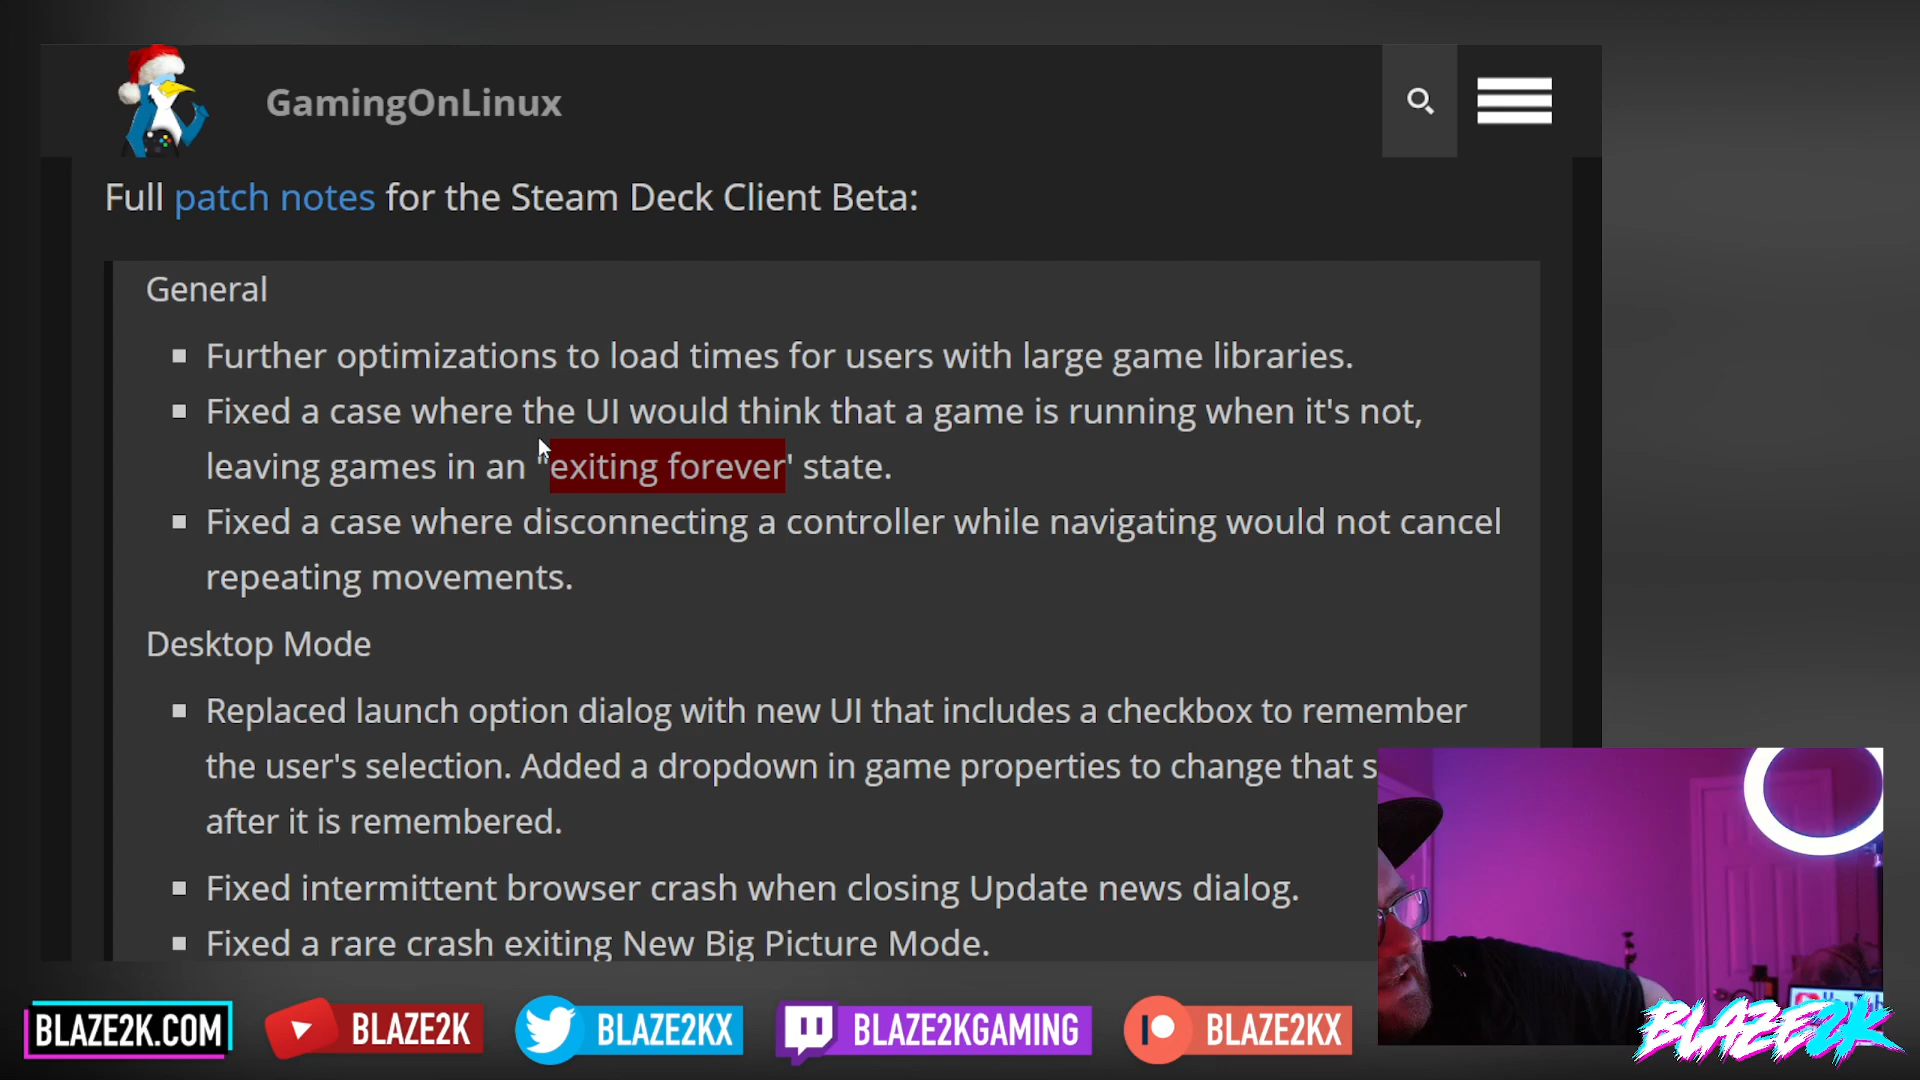 GamingOnLinux
Full patch notes for the Steam Deck Client Beta:
General
Further optimizations to load times for users with large game libraries.
Fixed a case where the UI would think that a game is running when it's not,
leaving games in an "exiting forever' state.
Fixed a case where disconnecting a controller while navigating would not cancel
repeating movements.
Desktop Mode
Replaced launch option dialog with new UI that includes a checkbox to remember
the user's selection. Added a dropdown in game properties to change that s
after it is remembered.
Fixed intermittent browser crash when closing Update news dialog.
Fixed a rare crash exiting New Big Picture Mode.
BLAZE2K.COM
BLAZE2K
BLAZE2KX
BLAZE2KGAMING
BLAZE2KX
BLAZE2K